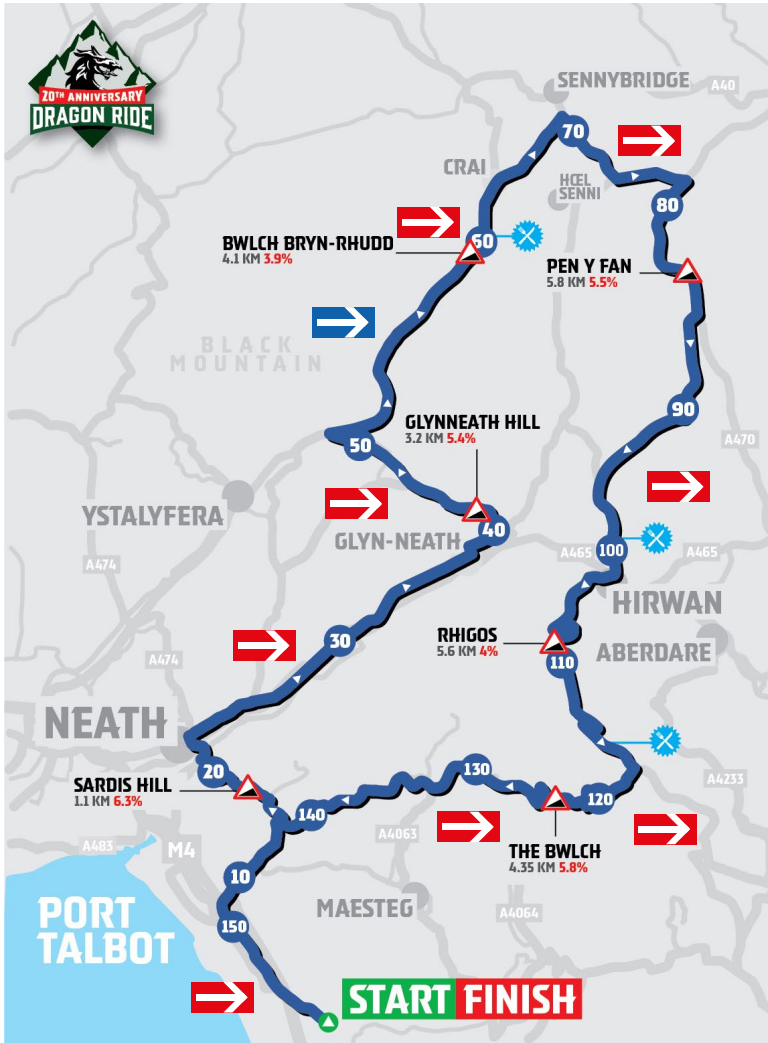 SENNYBRIDGE
A40
20TH ANNIVERSARY
DRAGON RIDE
70
CRAI
HŒL
SENNI
80
BWLCH BRYN-RHUDD
4.1 KM 3.9%
60
PEN Y FAN
5.8 KM 5.5%
BLACK
MOUNTAIN
90
GLYNNEATH HILL
3.2 KM 5.4%
A470
50
YSTALYFERA
40
GLYN-NEATH
A465
100
A465
A474
HIRWAN
30
RHIGOS
5.6 KM 4%
ABERDARE
A474
110
NEATH
20
130
A4233
SARDIS HILL
1.1 KM 6.3%
140
120
A4063
A483
M4
THE BWLCH
4.35 KM 5.8%
10
MAESTEG
A4064
PORT
TALBOT
150
START FINISH